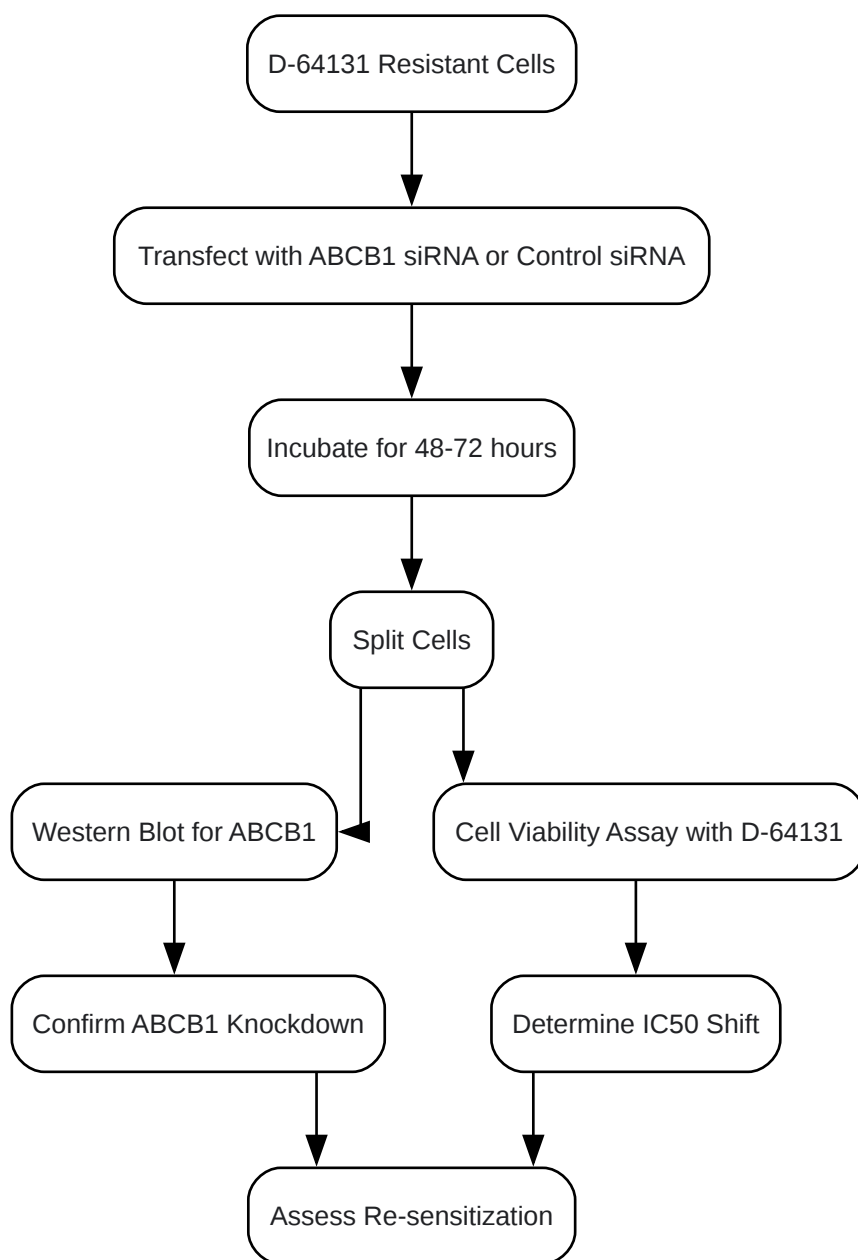 D-64131 Resistant Cells
Transfect with ABCB1 siRNA or Control siRNA
Incubate for 48-72 hours
Split Cells
Western Blot for ABCB1
Cell Viability Assay with D-64131
Confirm ABCB1 Knockdown
Determine IC50 Shift
Assess Re-sensitization